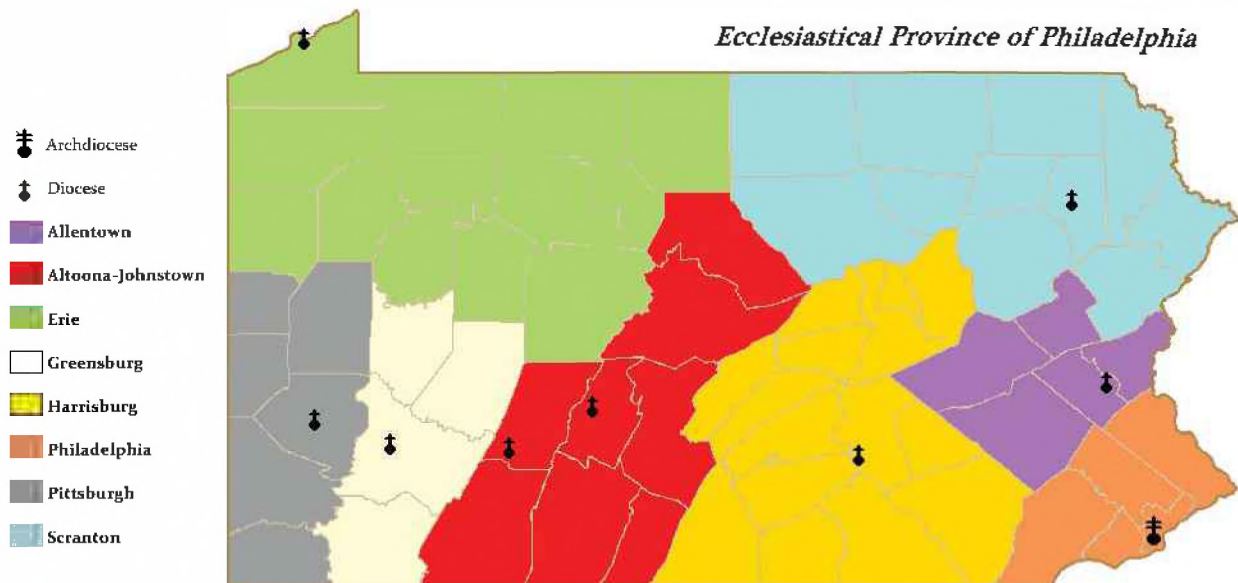 Ecclesiastical Province of Philadelphia
Archdiocese
Diocese
Allentown
Altoona-Johnstown
Erie
Greensburg
Harrisburg
Philadelphia
Pittsburgh
Scranton